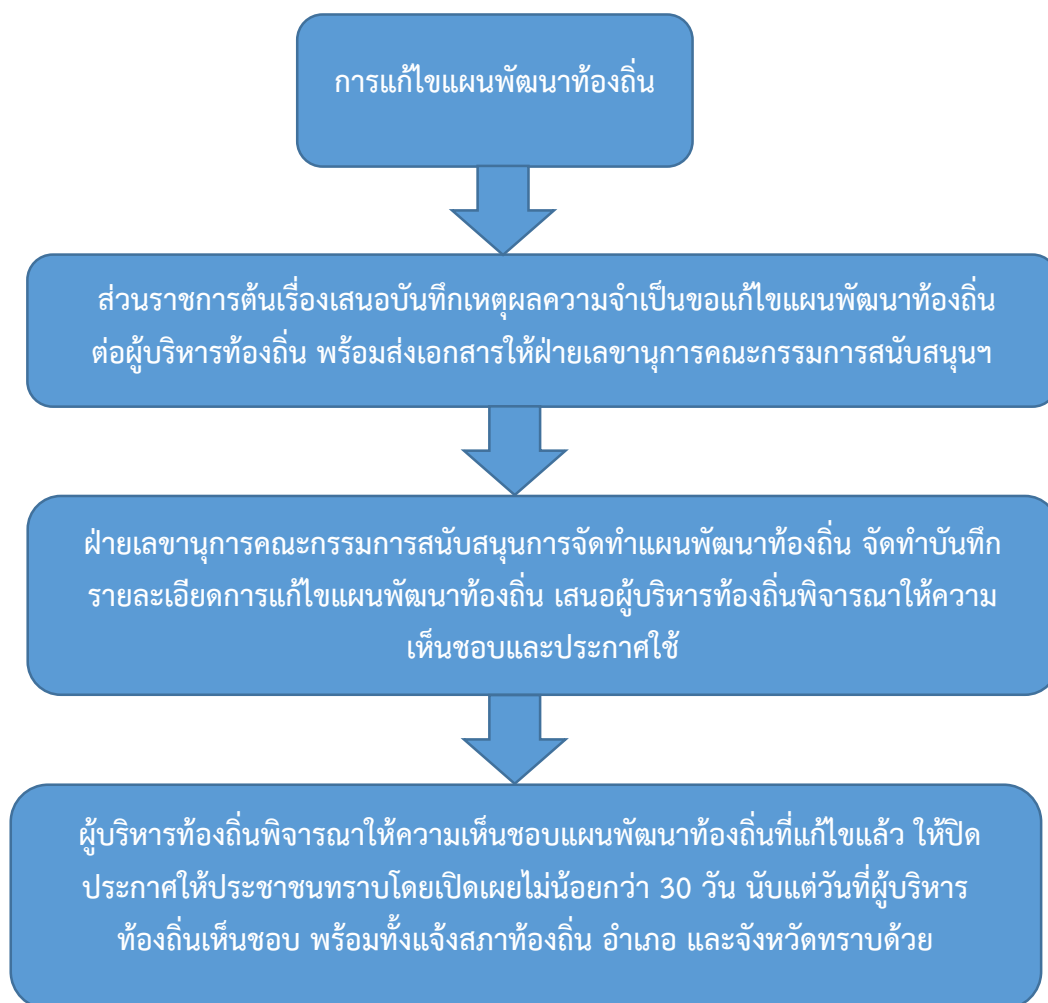 การแก้ไขแผนพัฒนาท้องถิ่น
ส่วนราชการต้นเรื่องเสนอบันทึกเหตุผลความจำเป็นขอแก้ไขแผนพัฒนาท้องถิ่น
ต่อผู้บริหารท้องถิ่น พร้อมส่งเอกสารให้ฝ่ายเลขานุการคณะกรรมการสนับสนุนฯ
ฝ่ายเลขานุการคณะกรรมการสนับสนุนการจัดทำแผนพัฒนาท้องถิ่น จัดทำบันทึก
รายละเอียดการแก้ไขแผนพัฒนาท้องถิ่น เสนอผู้บริหารท้องถิ่นพิจารณาให้ความ
เห็นชอบและประกาศใช้
ผู้บริหารท้องถิ่นพิจารณาให้ความเห็นชอบแผนพัฒนาท้องถิ่นที่แก้ไขแล้ว ให้ปิด
ประกาศให้ประชาชนทราบโดยเปิดเผยไม่น้อยกว่า 30 วัน นับแต่วันที่ผู้บริหาร
ท้องถิ่นเห็นชอบ พร้อมทั้งแจ้งสภาท้องถิ่น อำเภอ และจังหวัดทราบด้วย